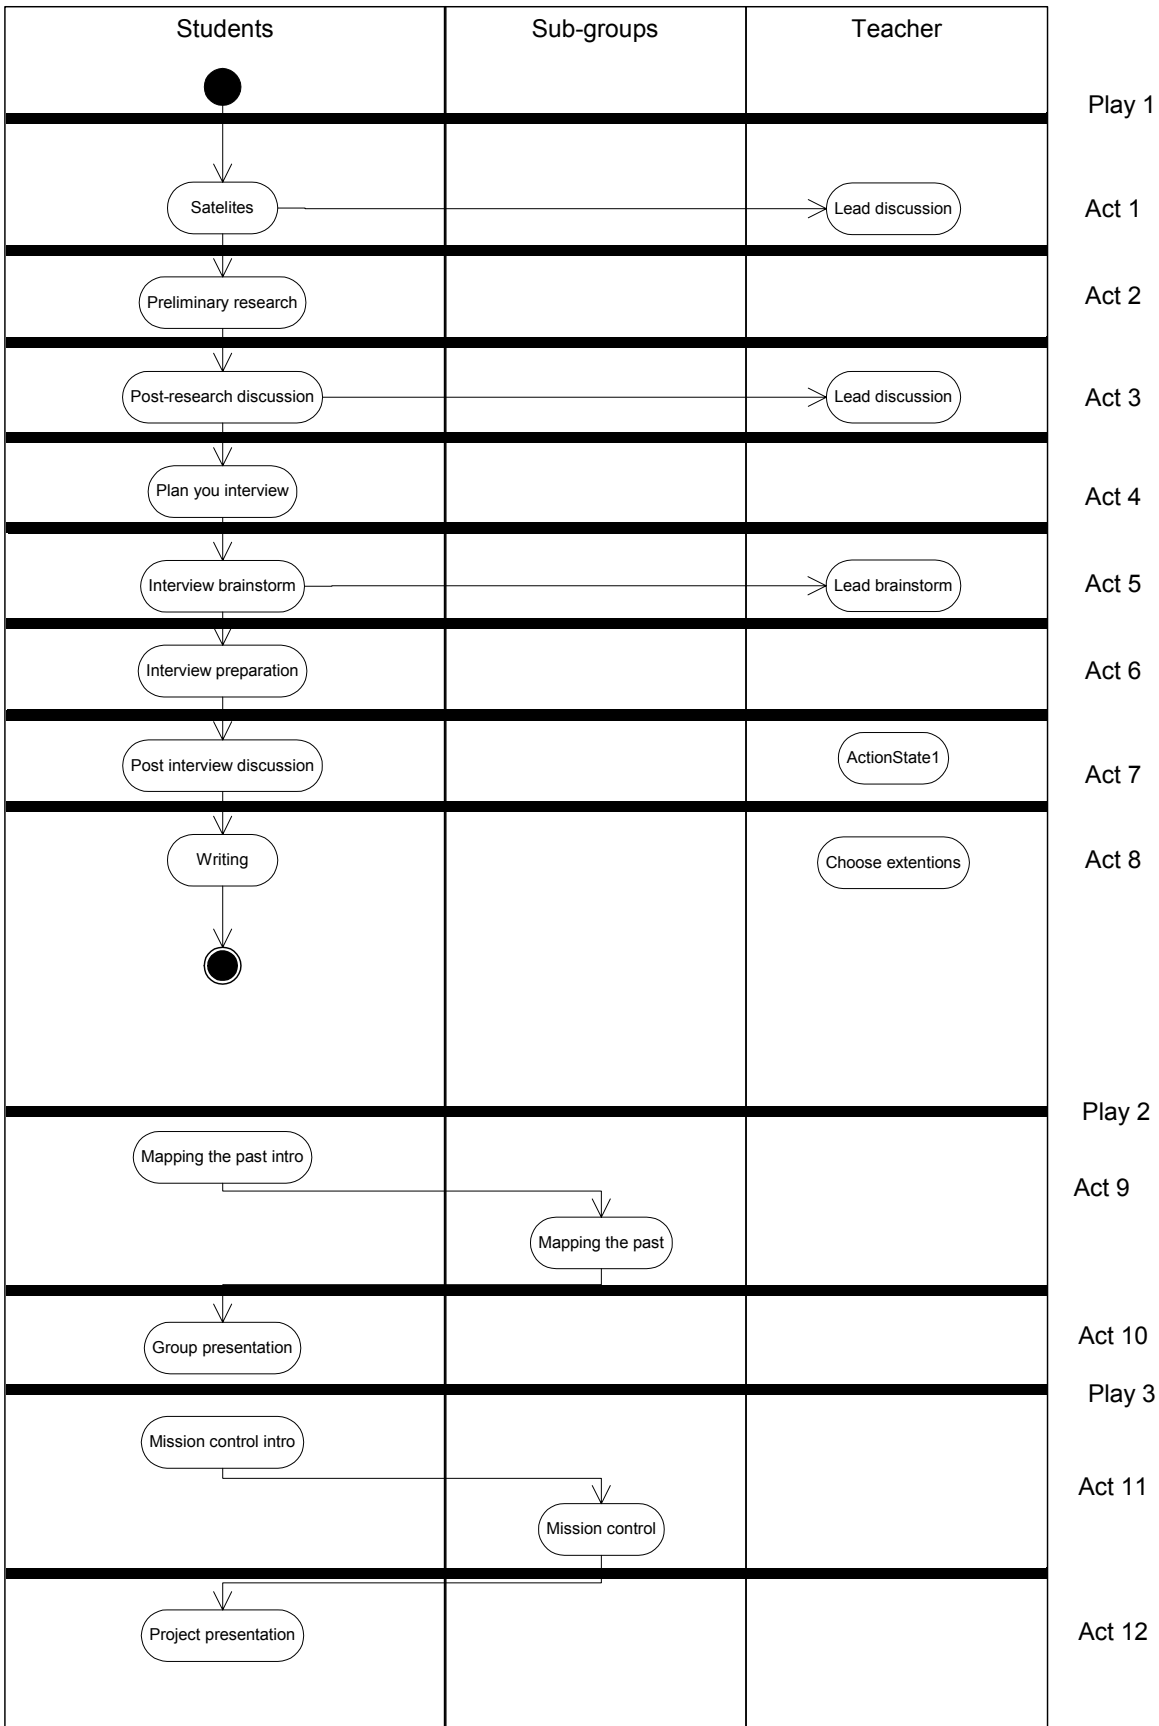 Students
Sub-groups
Teacher
Play 1
Satelites
Lead discussion
Act 1
Preliminary research
Act 2
Post-research discussion
Lead discussion
Act 3
Plan you interview
Act 4
Interview brainstorm
Lead brainstorm
Act 5
Interview preparation
Act 6
Post interview discussion
ActionState1
Act 7
Writing
Choose extentions
Act 8
Play 2
Mapping the past intro
Act 9
Mapping the past
Group presentation
Act 10
Play 3
Mission control intro
Act 11
Mission control
Project presentation
Act 12